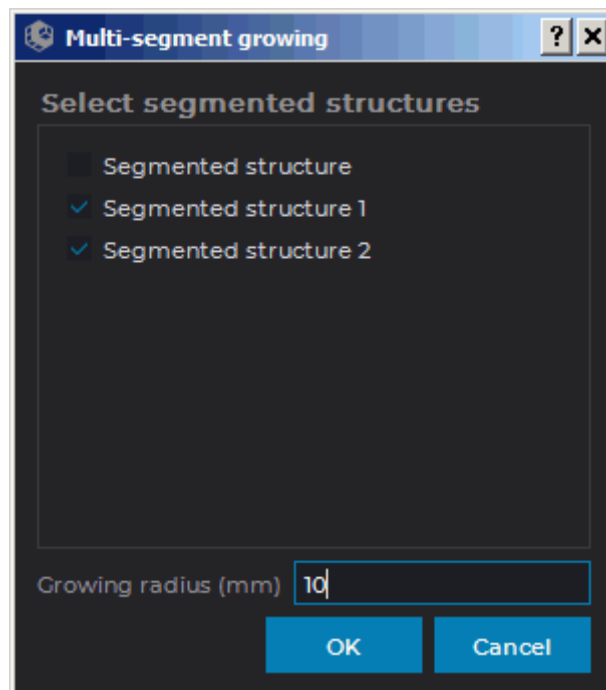 Multi-segment growing ?
Select segmented structures
Segmented structure
Segmented structure 1
Segmented structure 2
Growing radius (mm) 10
OK Cancel